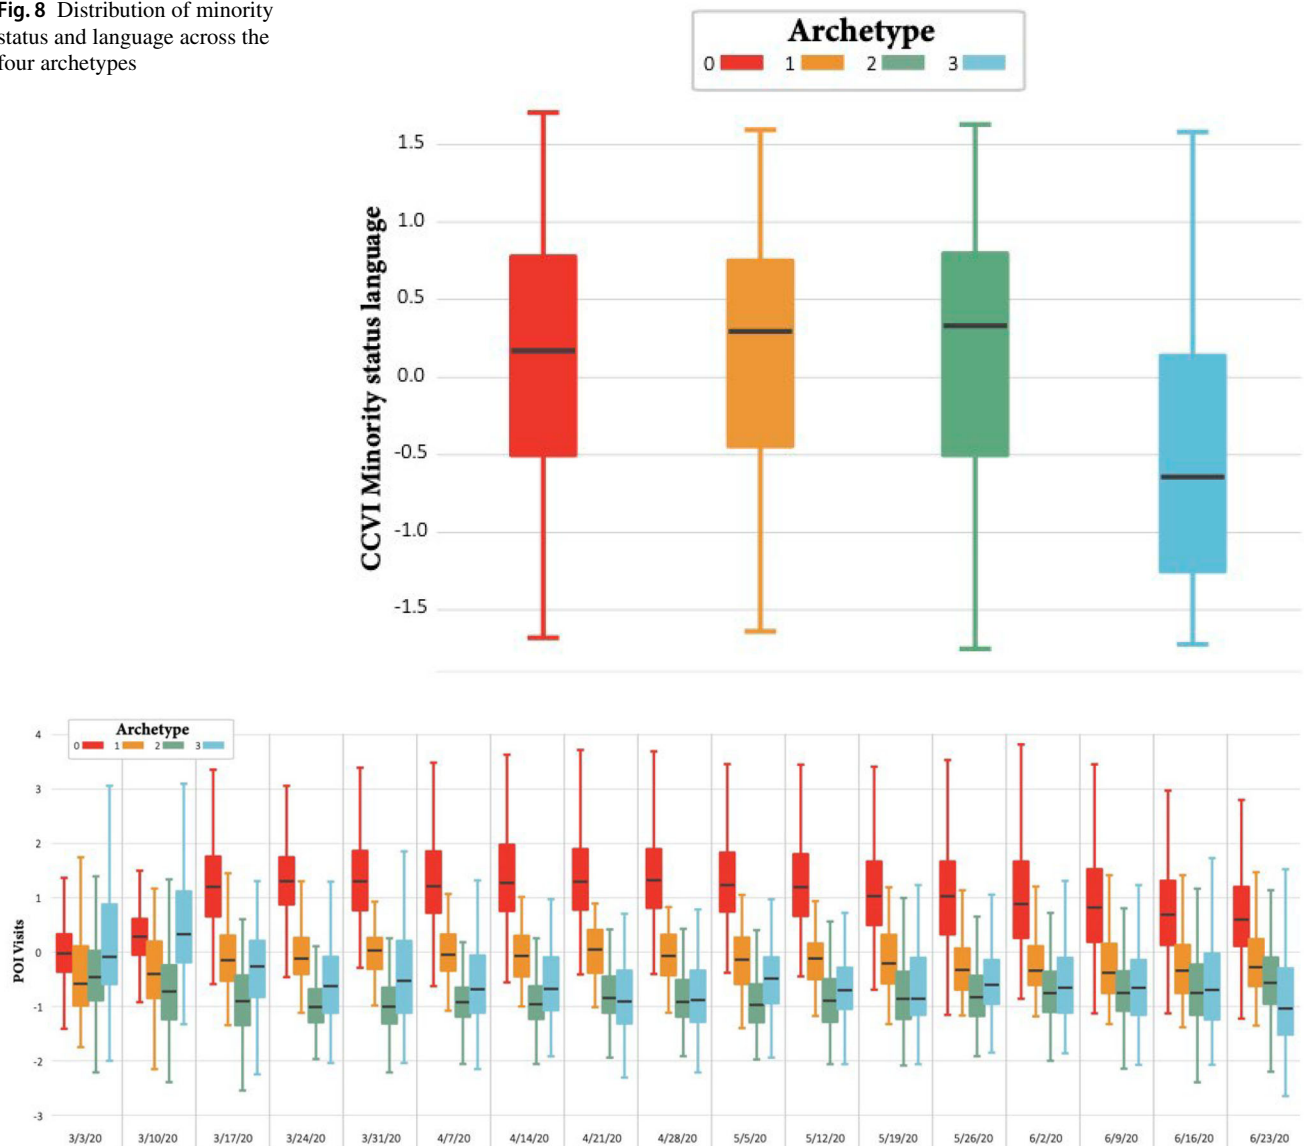 Fig. 8 Distribution of minority
status and language across the
four archetypes
Archetype
0 1 2 3
1.5
1.0
0.5
0.0
-0.5
-1.0
-1.5
CCVI Minority status language
Archetype
0 1 2 3
4
3
2
1
0
-1
-2
-3
POI Visits
3/3/20 3/10/20 3/17/20 3/24/20 3/31/20 4/7/20 4/14/20 4/21/20 4/28/20 5/5/20 5/12/20 5/19/20 5/26/20 6/2/20 6/9/20 6/16/20 6/23/20